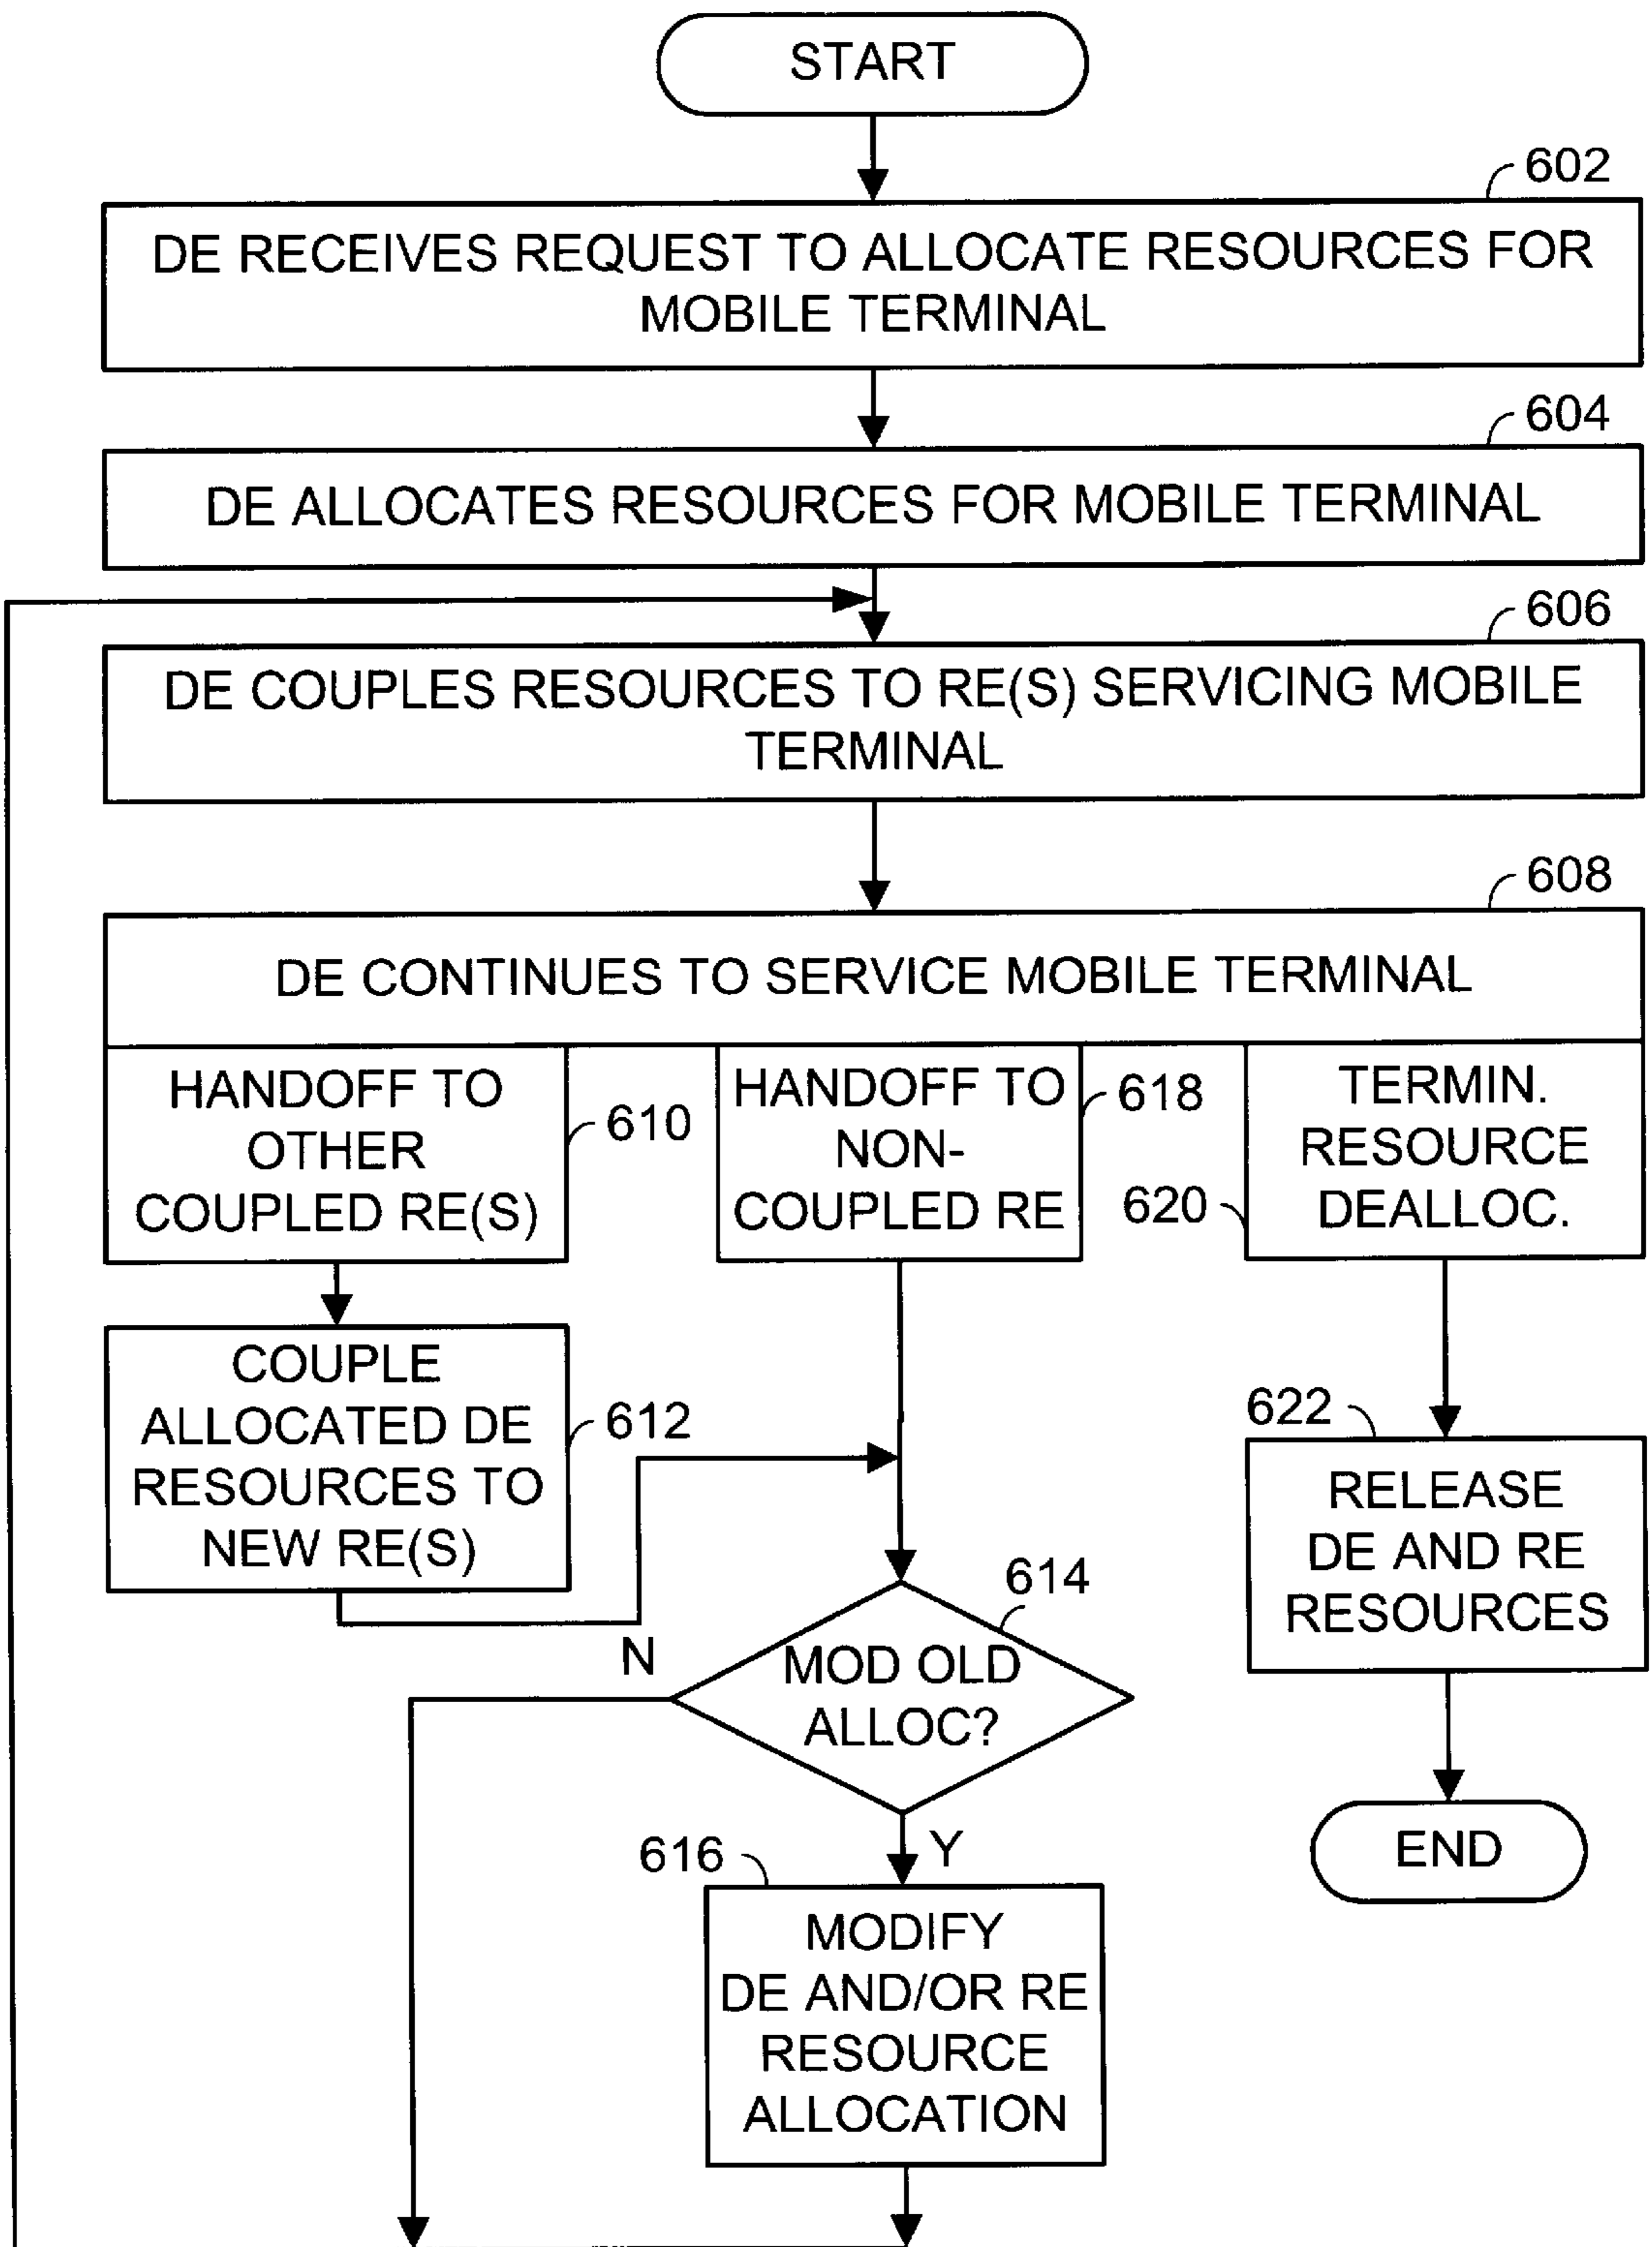 START
602
DE RECEIVES REQUEST TO ALLOCATE RESOURCES FOR
MOBILE TERMINAL
604
DE ALLOCATES RESOURCES FOR MOBILE TERMINAL
606
DE COUPLES RESOURCES TO RE(S) SERVICING MOBILE
TERMINAL
608
DE CONTINUES TO SERVICE MOBILE TERMINAL
HANDOFF TO
OTHER
COUPLED RE(S)
610
HANDOFF TO
NON-
COUPLED RE
618
620
TERMIN.
RESOURCE
DEALLOC.
COUPLE
ALLOCATED DE
RESOURCES TO
NEW RE(S)
612
622
RELEASE
DE AND RE
RESOURCES
614
N
MOD OLD
ALLOC?
Y
END
616
MODIFY
DE AND/OR RE
RESOURCE
ALLOCATION